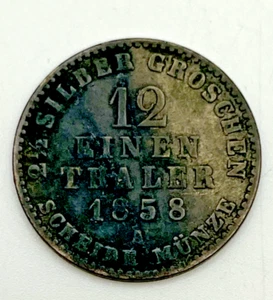 2½ SILBER GROSCHEN
12
EINEN
THALER
1858
A
SCHEIDE MÜNZE